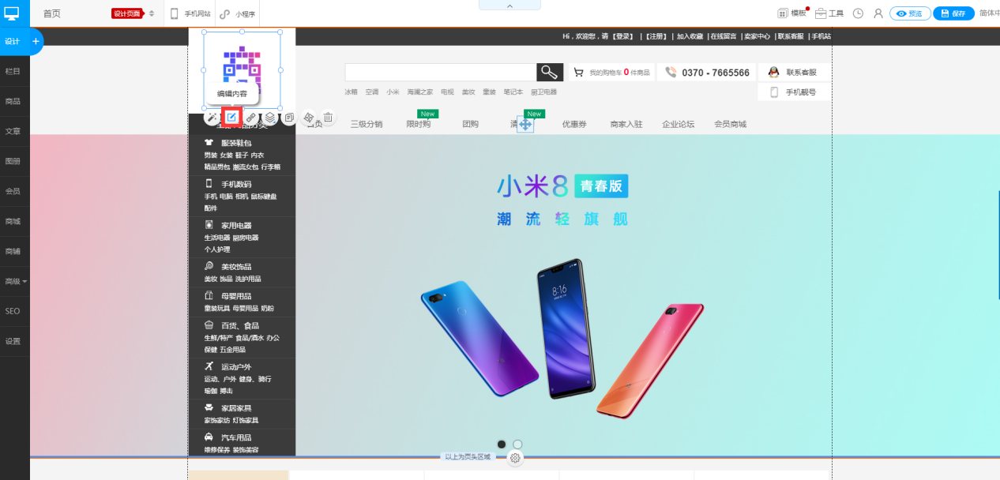 首页
设计页面
手机网站
小程序
模板
工具
预览
保存
简体中
设计
+
栏目
商品
文章
图册
会员
商城
商铺
高级
SEO
设置
Hi，欢迎您，请【登录】 |【注册】 | 加入收藏 |在线留言 |卖家中心 |联系客服 |手机站
编辑内容
我的购物车 0 件商品
0370 - 7665566
联系客服
手机靓号
冰箱 空调 小米 海澜之家 电视 美妆 童装 笔记本 厨卫电器
New
New
首页 三级分销 限时购 团购 清 优惠券 商家入驻 企业论坛 会员商城
服装鞋包
男装 女装 鞋子 内衣
精品男包 潮流女包 行李箱
手机数码
手机 电脑 相机 鼠标键盘
配件
家用电器
生活电器 厨房电器
个人护理
美妆饰品
美妆 饰品 洗护用品
母婴用品
童装玩具 母婴用品 奶粉
百货、食品
生鲜/特产 食品/酒水 办公
保健 五金用品
运动户外
运动、户外 健身、骑行
瑜伽 搏击
家居家具
家饰家纺 灯饰家具
汽车用品
维修保养 装饰美容
小米8 青春版
潮流轻旗舰
8:16
以上为页头区域